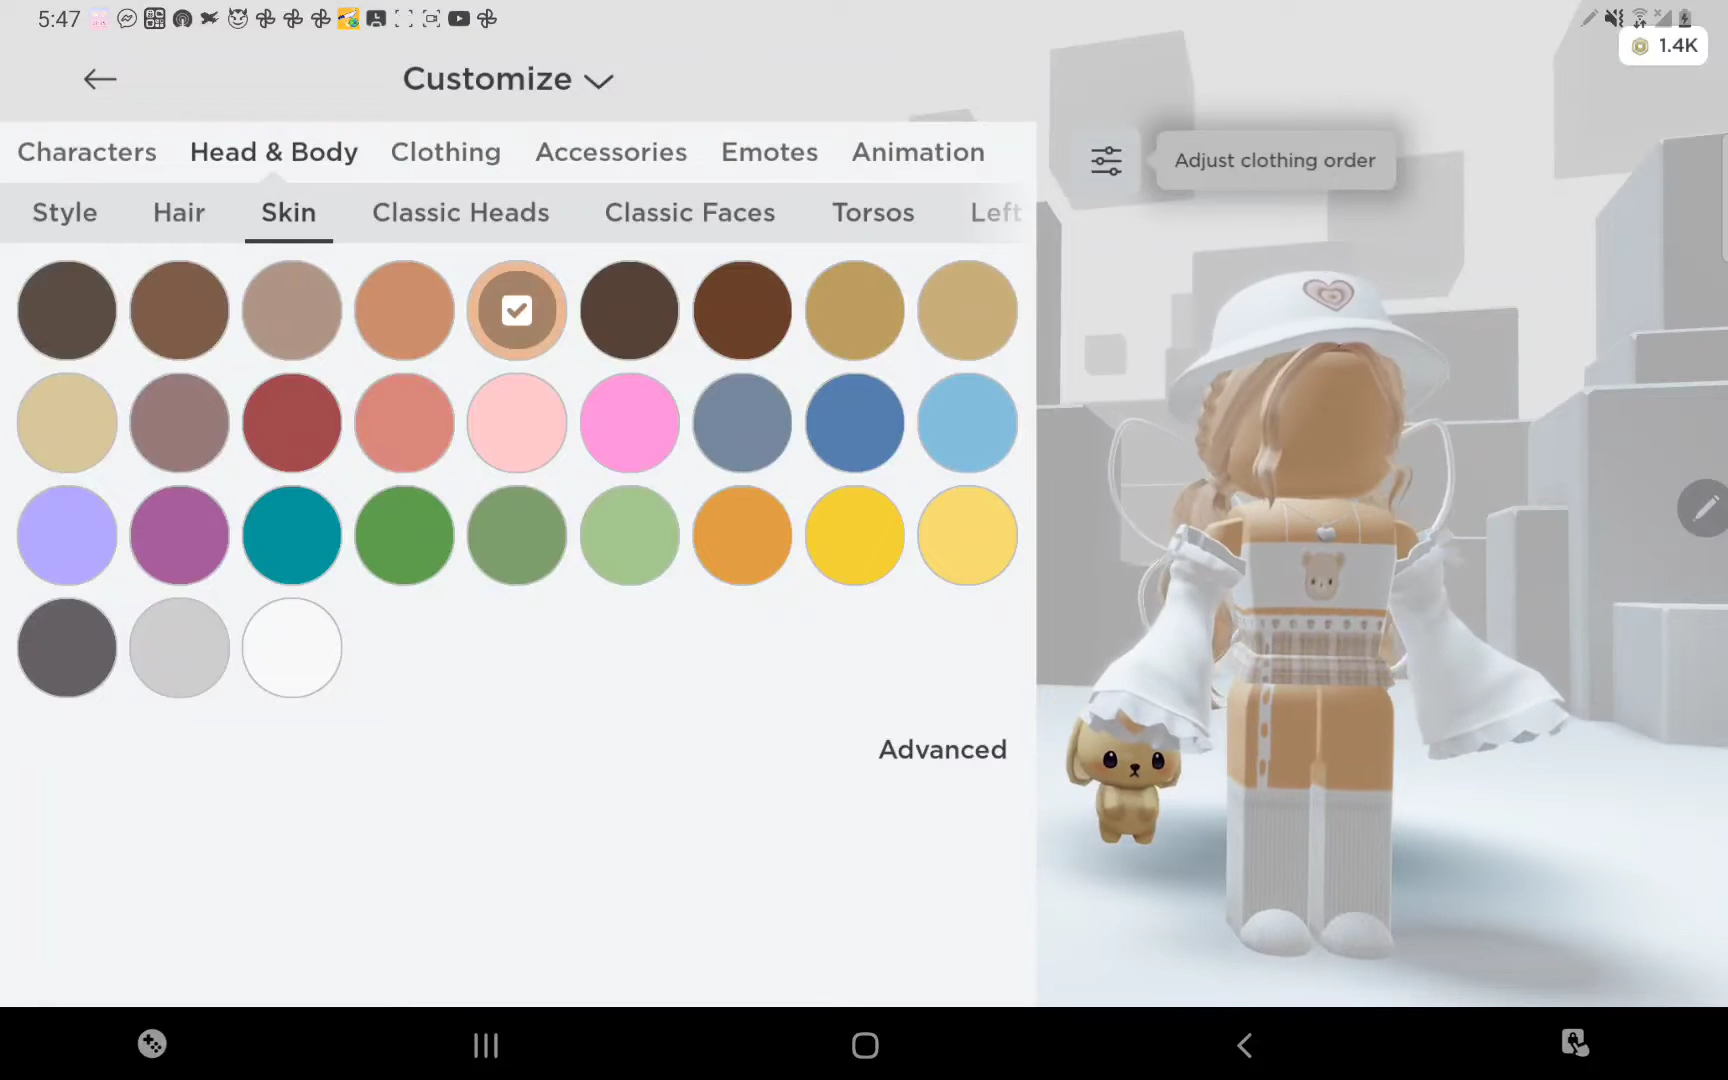 5:47
1.4K
Customize
Characters Head & Body Clothing Accessories Emotes Animation
Adjust clothing order
Style Hair Skin Classic Heads Classic Faces Torsos Left
Advanced